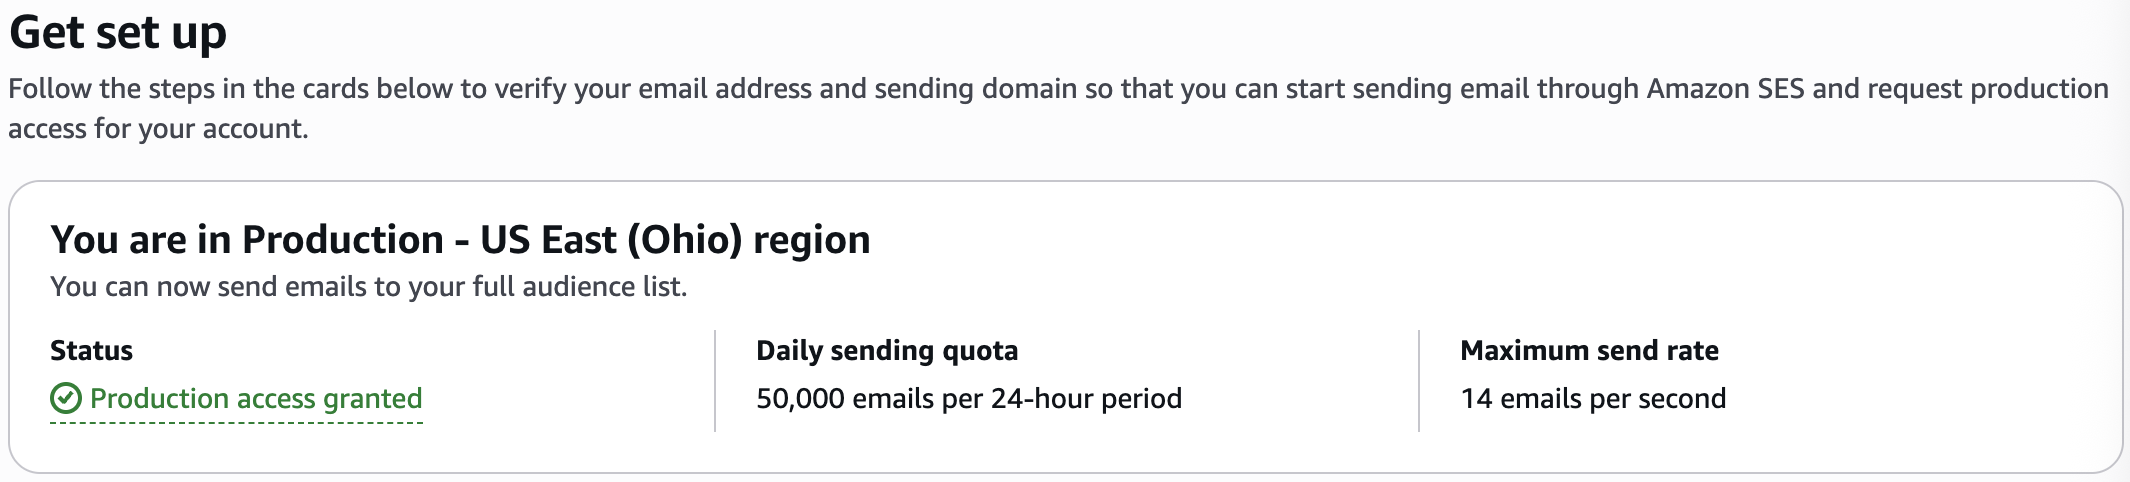 Get set up
Follow the steps in the cards below to verify your email address and sending domain so that you can start sending email through Amazon SES and request production
access for your account.
You are in Production - US East (Ohio) region
You can now send emails to your full audience list.
Status
Production access granted
Daily sending quota
50,000 emails per 24-hour period
Maximum send rate
14 emails per second